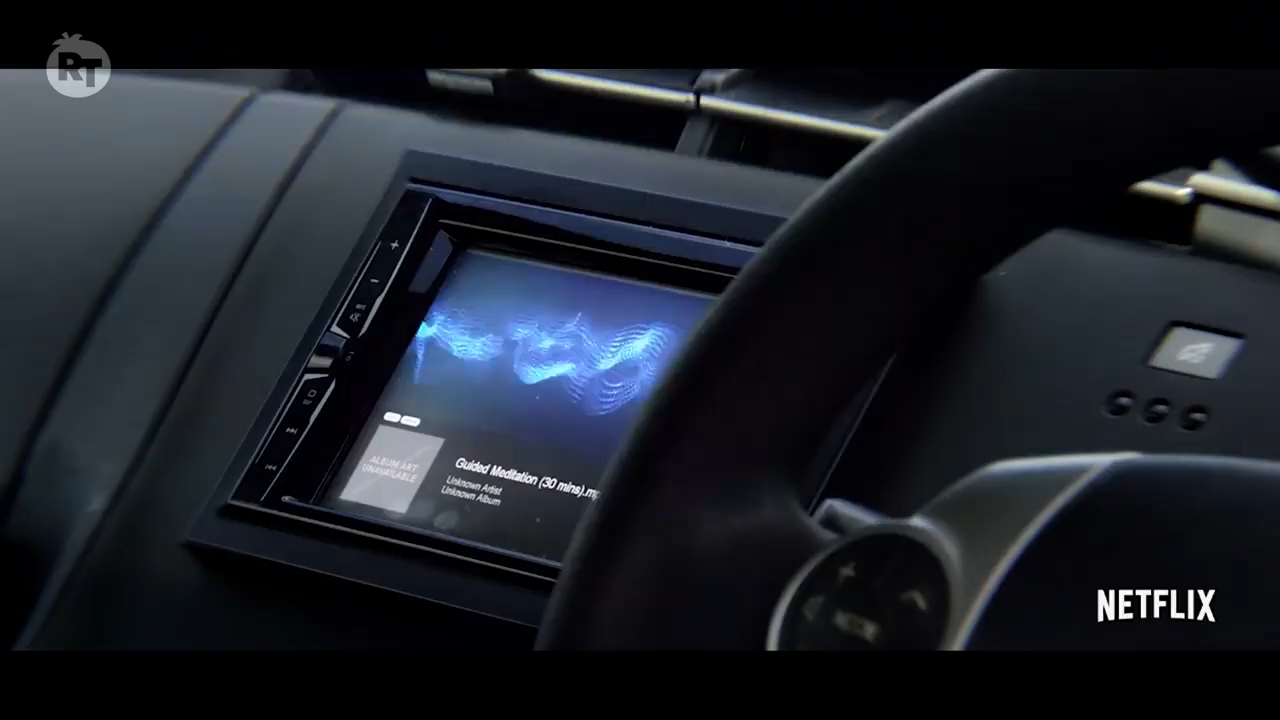 RT
ALBUM ART
UNAVAILABLE
Guided Meditation (30 mins).mp
Unknown Artist
Unknown Album
NETFLIX